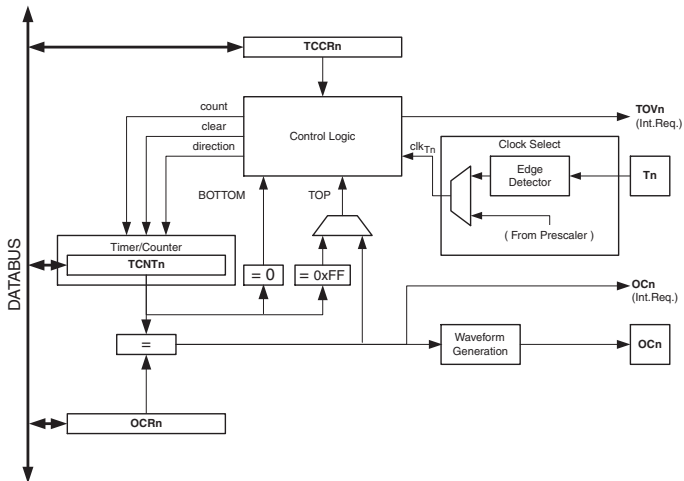 TCCRn
count
clear
direction
Control Logic
TOVn
(Int.Req.)
clkTn
Clock Select
Edge
Detector
Tn
( From Prescaler )
BOTTOM
TOP
Timer/Counter
TCNTn
= 0
= 0xFF
OCn
(Int.Req.)
=
Waveform
Generation
OCn
OCRn
DATABUS